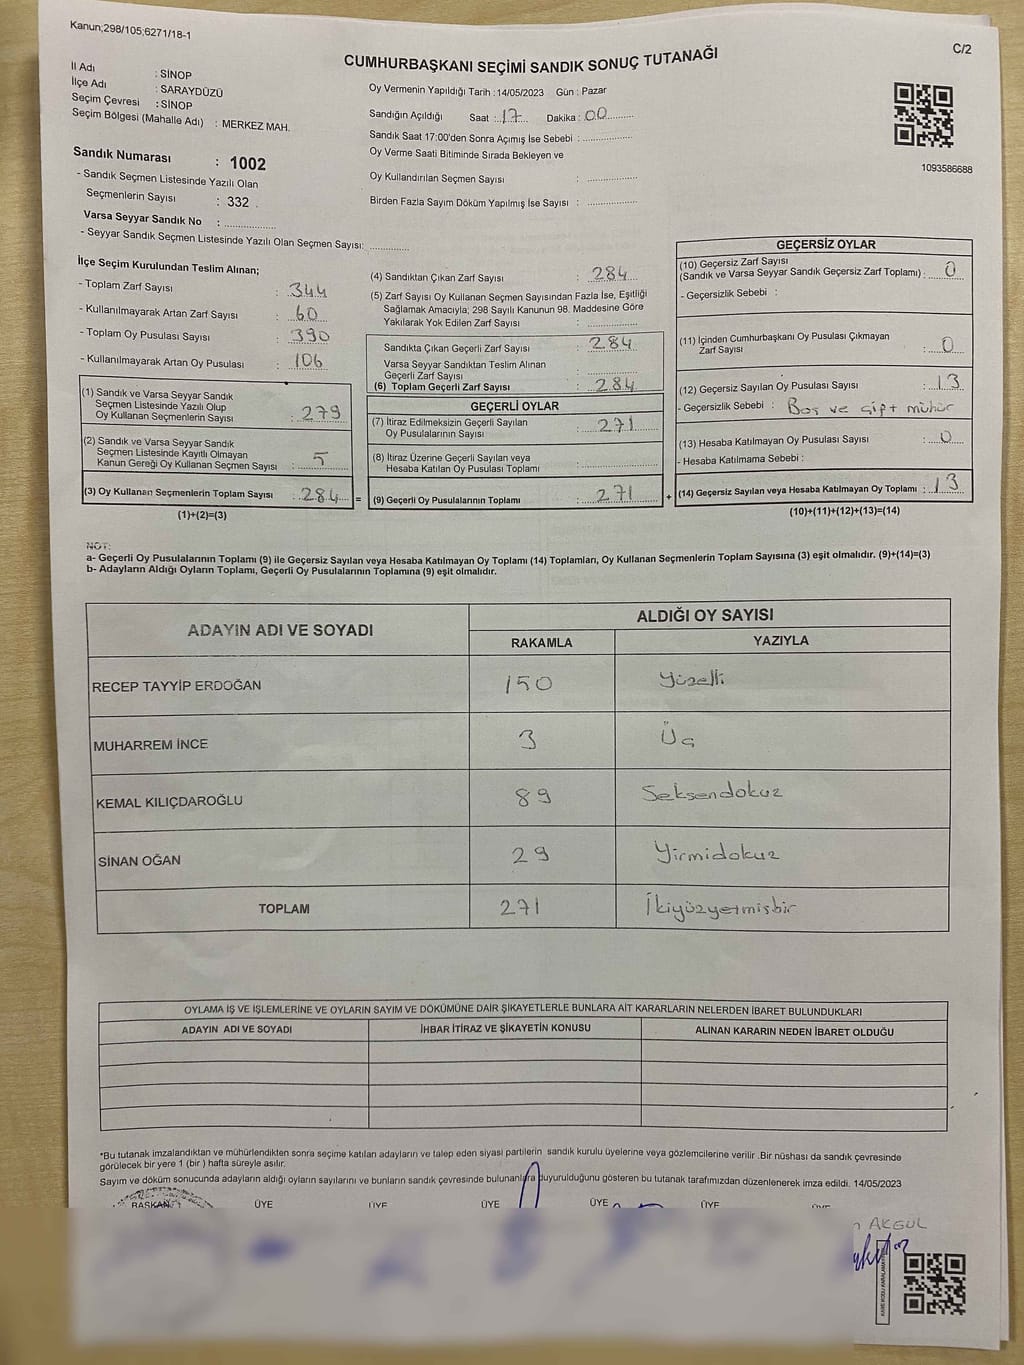 Kanun;298/105;6271/18-1
C/2
CUMHURBAŞKANI SEÇİMİ SANDIK SONUÇ TUTANAĞI
İl Adı : SİNOP
İlçe Adı : SARAYDÜZÜ
Seçim Çevresi : SİNOP
Seçim Bölgesi (Mahalle Adı) : MERKEZ MAH.
Sandık Numarası : 1002
- Sandık Seçmen Listesinde Yazılı Olan
Seçmenlerin Sayısı : 332
Varsa Seyyar Sandık No :
- Seyyar Sandık Seçmen Listesinde Yazılı Olan Seçmen Sayısı:
Oy Vermenin Yapıldığı Tarih : 14/05/2023 Gün : Pazar
Sandığın Açıldığı Saat : 17 Dakika : 00
Sandık Saat 17:00'den Sonra Açımış İse Sebebi :
Oy Verme Saati Bitiminde Sırada Bekleyen ve
Oy Kullandırılan Seçmen Sayısı :
Birden Fazla Sayım Döküm Yapılmış İse Sayısı :
1093586688
İlçe Seçim Kurulundan Teslim Alınan;
- Toplam Zarf Sayısı : 344
- Kullanılmayarak Artan Zarf Sayısı : 60
- Toplam Oy Pusulası Sayısı : 390
- Kullanılmayarak Artan Oy Pusulası : 106
(1) Sandık ve Varsa Seyyar Sandık
Seçmen Listesinde Yazılı Olup
Oy Kullanan Seçmenlerin Sayısı : 279
(2) Sandık ve Varsa Seyyar Sandık
Seçmen Listesinde Kayıtlı Olmayan
Kanun Gereği Oy Kullanan Seçmen Sayısı : 5
(3) Oy Kullanan Seçmenlerin Toplam Sayısı : 284 =
(1)+(2)=(3)
(4) Sandıktan Çıkan Zarf Sayısı : 284
(5) Zarf Sayısı Oy Kullanan Seçmen Sayısından Fazla İse, Eşitliği
Sağlamak Amacıyla; 298 Sayılı Kanunun 98. Maddesine Göre
Yakılarak Yok Edilen Zarf Sayısı :
Sandıkta Çıkan Geçerli Zarf Sayısı : 284
Varsa Seyyar Sandıktan Teslim Alınan
Geçerli Zarf Sayısı :
(6) Toplam Geçerli Zarf Sayısı : 284
GEÇERLİ OYLAR
(7) İtiraz Edilmeksizin Geçerli Sayılan
Oy Pusulalarının Sayısı : 271
(8) İtiraz Üzerine Geçerli Sayılan veya
Hesaba Katılan Oy Pusulası Toplamı :
(9) Geçerli Oy Pusulalarının Toplamı : 271 +
GEÇERSİZ OYLAR
(10) Geçersiz Zarf Sayısı
(Sandık ve Varsa Seyyar Sandık Geçersiz Zarf Toplamı) : 0
- Geçersizlik Sebebi :
(11) İçinden Cumhurbaşkanı Oy Pusulası Çıkmayan
Zarf Sayısı : 0
(12) Geçersiz Sayılan Oy Pusulası Sayısı : 13
- Geçersizlik Sebebi : Boş ve çift mühür
(13) Hesaba Katılmayan Oy Pusulası Sayısı : 0
- Hesaba Katılmama Sebebi :
(14) Geçersiz Sayılan veya Hesaba Katılmayan Oy Toplamı : 13
(10)+(11)+(12)+(13)=(14)
NOT:
a- Geçerli Oy Pusulalarının Toplamı (9) ile Geçersiz Sayılan veya Hesaba Katılmayan Oy Toplamı (14) Toplamları, Oy Kullanan Seçmenlerin Toplam Sayısına (3) eşit olmalıdır. (9)+(14)=(3)
b- Adayların Aldığı Oyların Toplamı, Geçerli Oy Pusulalarının Toplamına (9) eşit olmalıdır.
ADAYIN ADI VE SOYADI
ALDIĞI OY SAYISI
RAKAMLA YAZIYLA
RECEP TAYYİP ERDOĞAN 150 Yüzelli
MUHARREM İNCE 3 Üç
KEMAL KILIÇDAROĞLU 89 Seksendokuz
SİNAN OĞAN 29 Yirmidokuz
TOPLAM 271 İkiyüzyetmişbir
OYLAMA İŞ VE İŞLEMLERİNE VE OYLARIN SAYIM VE DÖKÜMÜNE DAİR ŞİKAYETLERLE BUNLARA AİT KARARLARIN NELERDEN İBARET BULUNDUKLARI
ADAYIN ADI VE SOYADI İHBAR İTİRAZ VE ŞİKAYETİN KONUSU ALINAN KARARIN NEDEN İBARET OLDUĞU
*Bu tutanak imzalandıktan ve mühürlendikten sonra seçime katılan adayların ve talep eden siyasi partilerin sandık kurulu üyelerine veya gözlemcilerine verilir .Bir nüshası da sandık çevresinde
görülecek bir yere 1 (bir ) hafta süreyle asılır.
Sayım ve döküm sonucunda adayların aldığı oyların sayılarını ve bunların sandık çevresinde bulunanlara duyurulduğunu gösteren bu tutanak tarafımızdan düzenlenerek imza edildi. 14/05/2023
BAŞKAN ÜYE ÜYE ÜYE ÜYE ÜYE ÜYE
AKGÜL